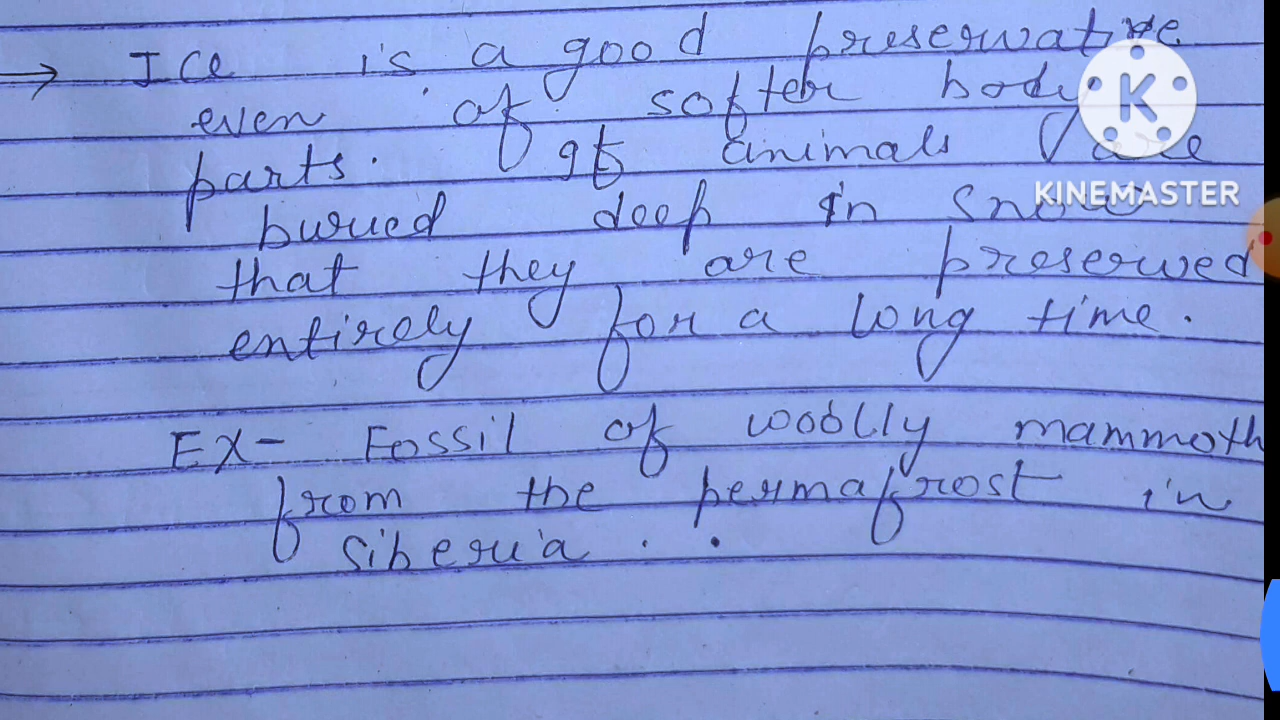 → Ice is a good preservative
even of softer body
parts. If animals are
buried deep in snow
that they are preserved
entirely for a long time.
Ex- Fossil of woolly mammoth
from the permafrost in
siberia . .
KINEMASTER